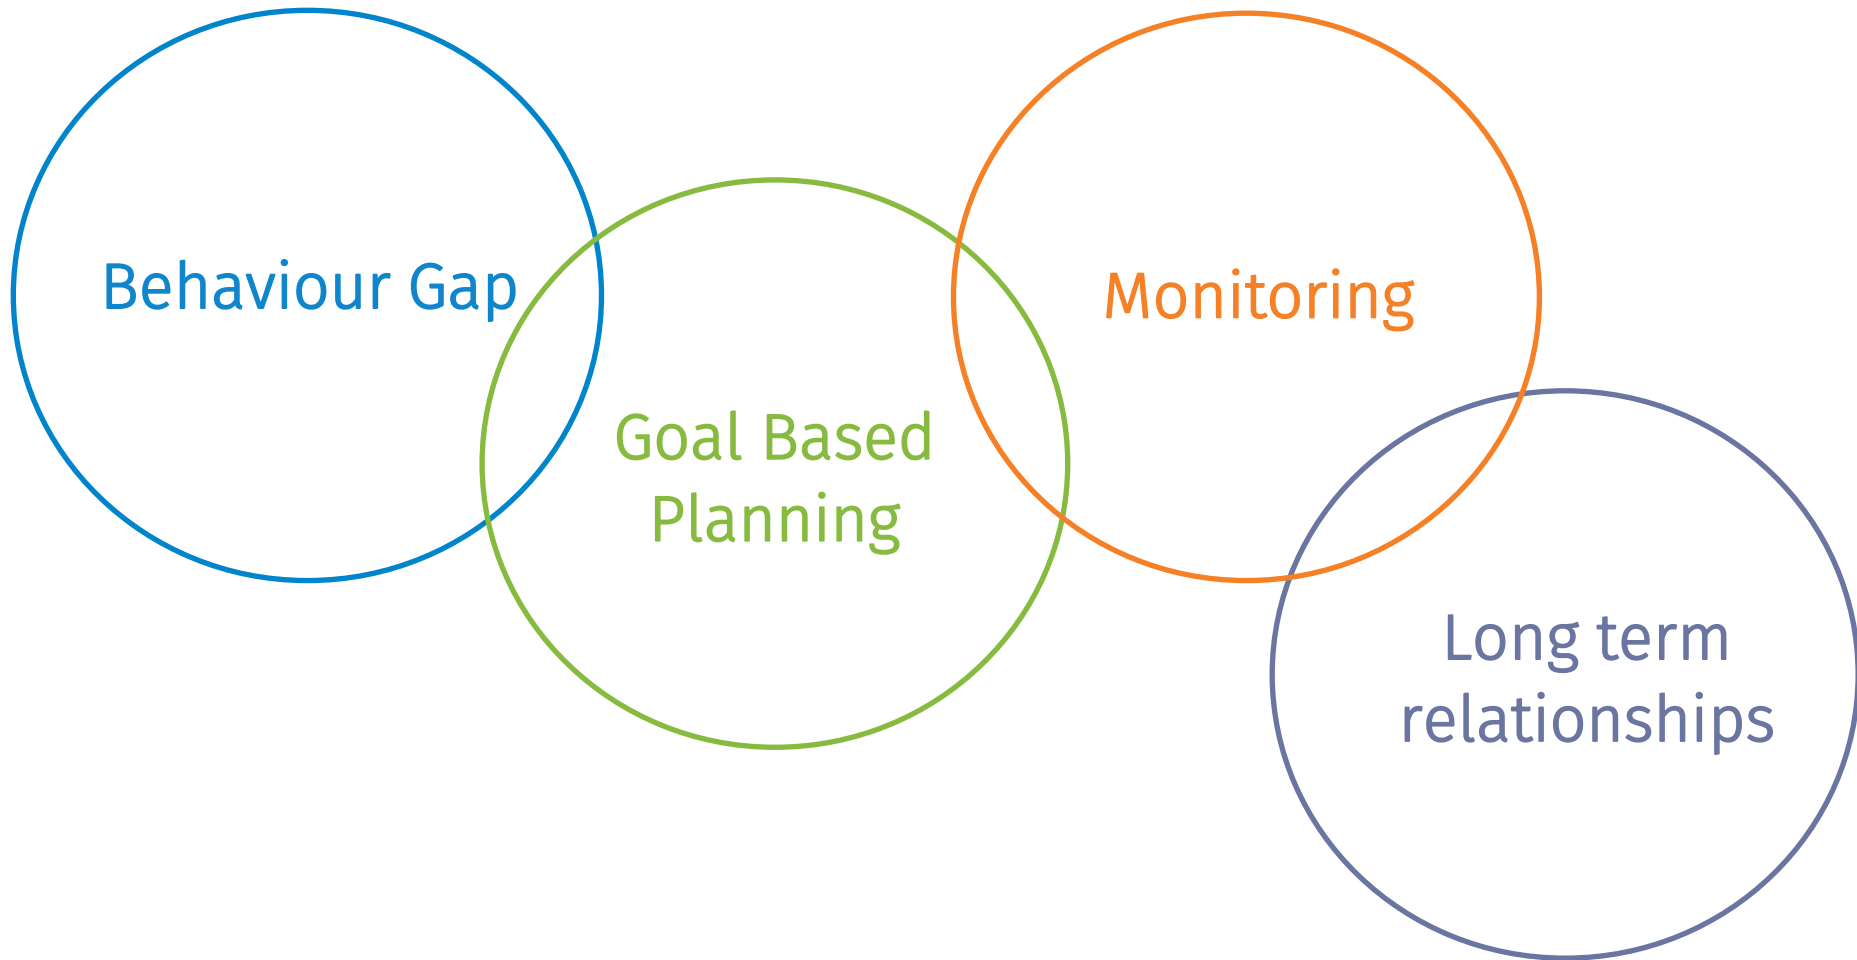 Behaviour Gap
Goal Based
Planning
Monitoring
Long term
relationships